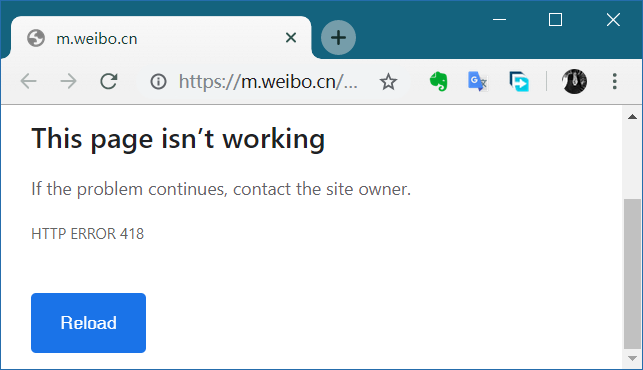 m.weibo.cn
https://m.weibo.cn/...
This page isn’t working
If the problem continues, contact the site owner.
HTTP ERROR 418
Reload